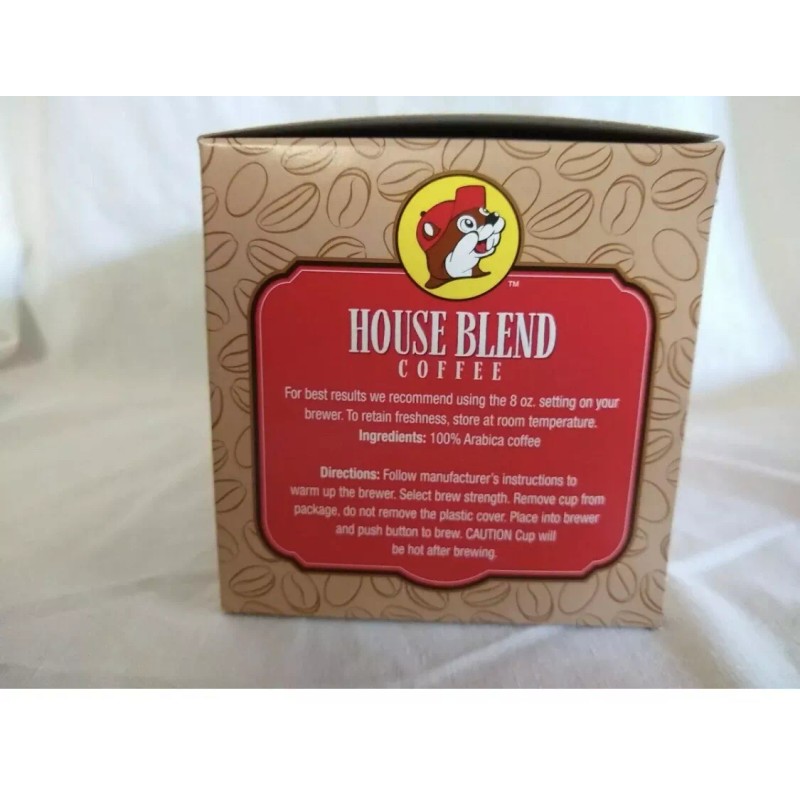 TM
HOUSE BLEND
COFFEE
For best results we recommend using the 8 oz. setting on your
brewer. To retain freshness, store at room temperature.
Ingredients: 100% Arabica coffee
Directions: Follow manufacturer's instructions to
warm up the brewer. Select brew strength. Remove cup from
package, do not remove the plastic cover. Place into brewer
and push button to brew. CAUTION Cup will
be hot after brewing.